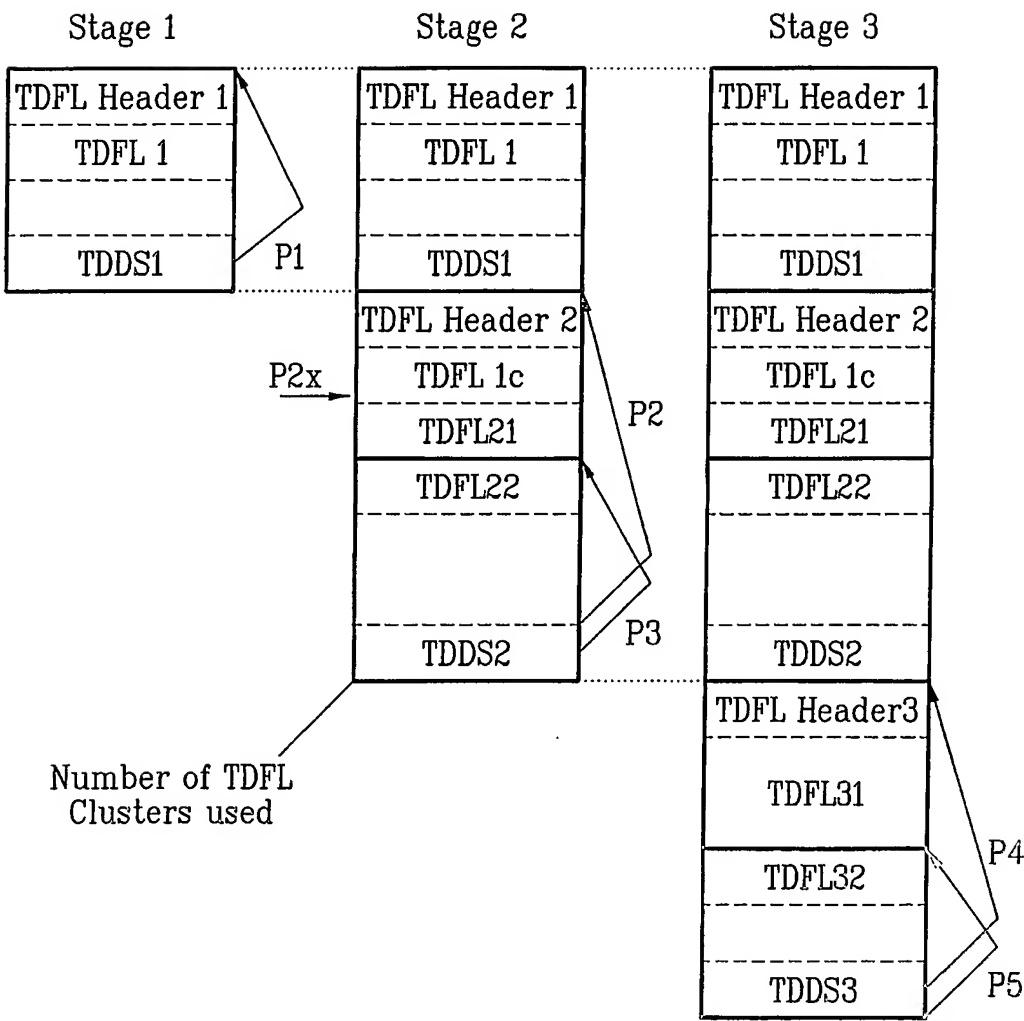 Stage 1
TDFL Header 1
TDFL 1
TDDS1
P1
Stage 2
TDFL Header 1
TDFL 1
TDDS1
TDFL Header 2
P2x
TDFL 1c
TDFL21
TDFL22
TDDS2
P2
P3
Number of TDFL
Clusters used
Stage 3
TDFL Header 1
TDFL 1
TDDS1
TDFL Header 2
TDFL 1c
TDFL21
TDFL22
TDDS2
TDFL Header3
TDFL31
TDFL32
TDDS3
P4
P5